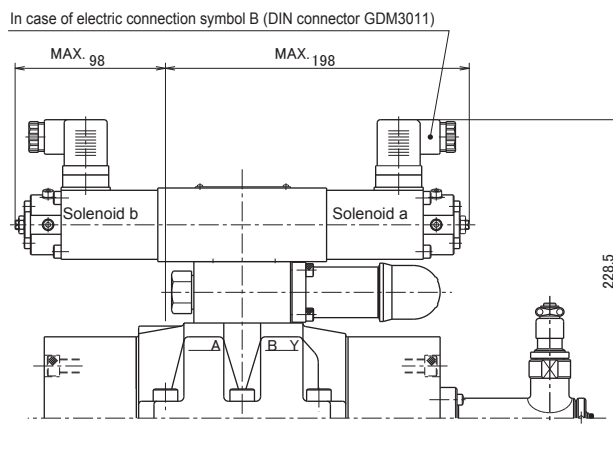 In case of electric connection symbol B (DIN connector GDM3011)
MAX. 98
MAX. 198
Solenoid b
Solenoid a
228.5
A
B Y